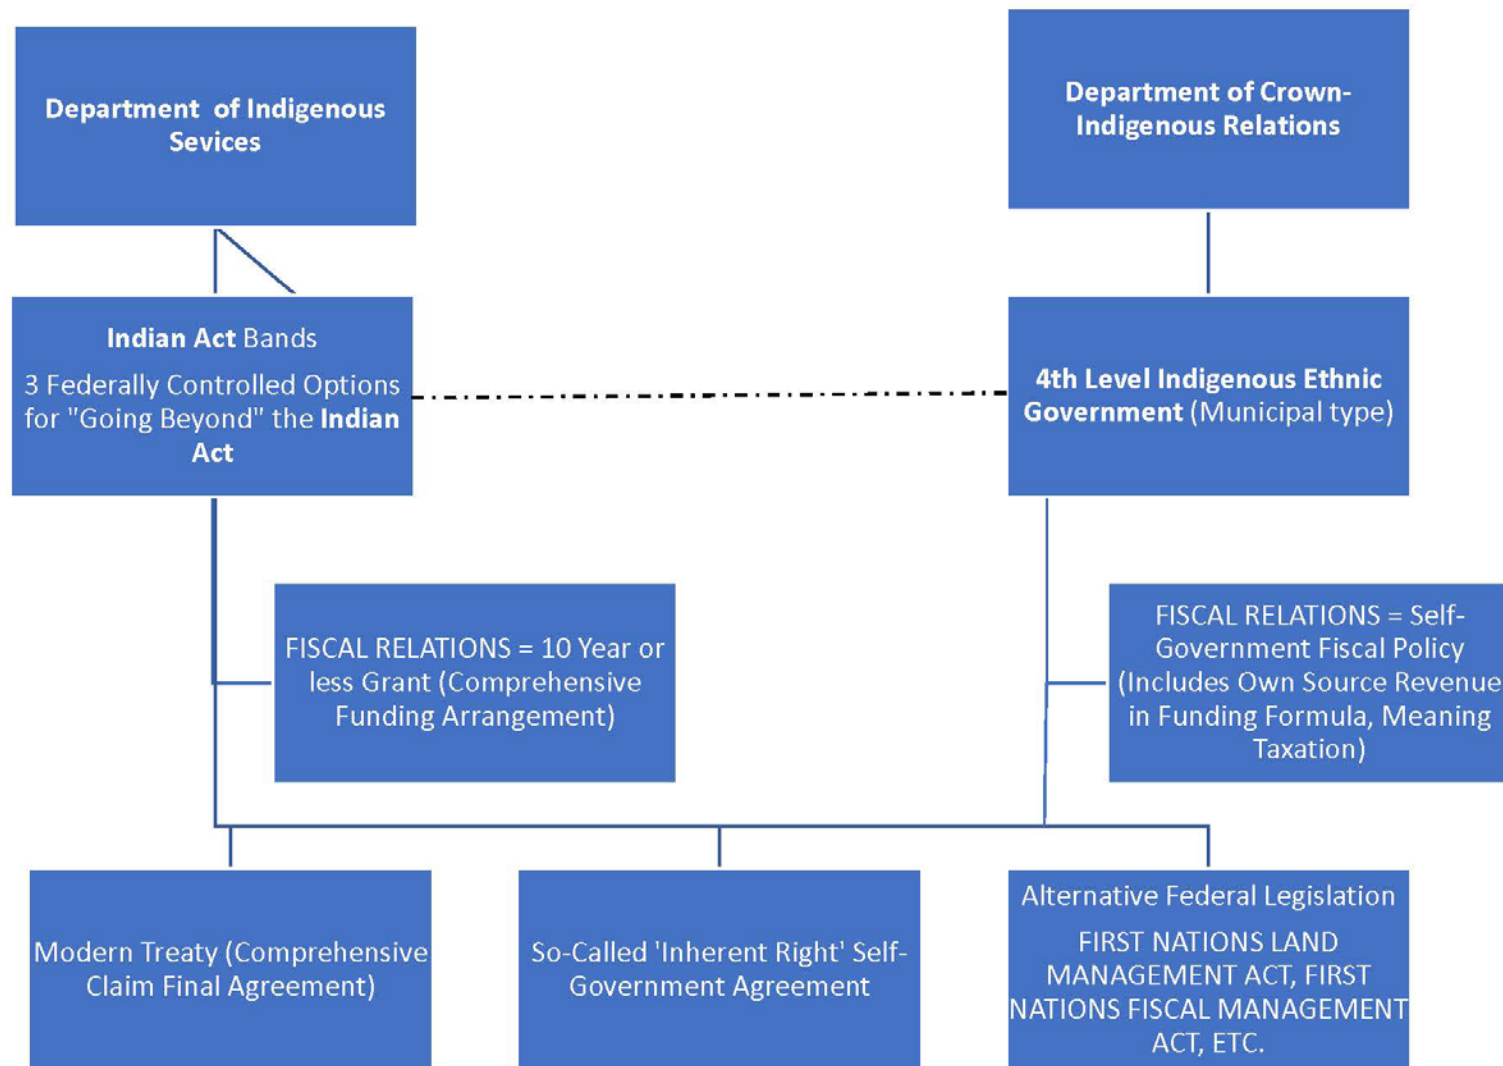 Department  of Indigenous
Sevices
Department of Crown-
Indigenous Relations
Indian Act Bands
3 Federally Controlled Options
for "Going Beyond" the Indian
Act
4th Level Indigenous Ethnic
Government (Municipal type)
FISCAL RELATIONS = 10 Year or
less Grant (Comprehensive
Funding Arrangement)
FISCAL RELATIONS = Self-
Government Fiscal Policy
(Includes Own Source Revenue
in Funding Formula, Meaning
Taxation)
Modern Treaty (Comprehensive
Claim Final Agreement)
So-Called 'Inherent Right' Self-
Government Agreement
Alternative Federal Legislation
FIRST NATIONS LAND
MANAGEMENT ACT, FIRST
NATIONS FISCAL MANAGEMENT
ACT, ETC.